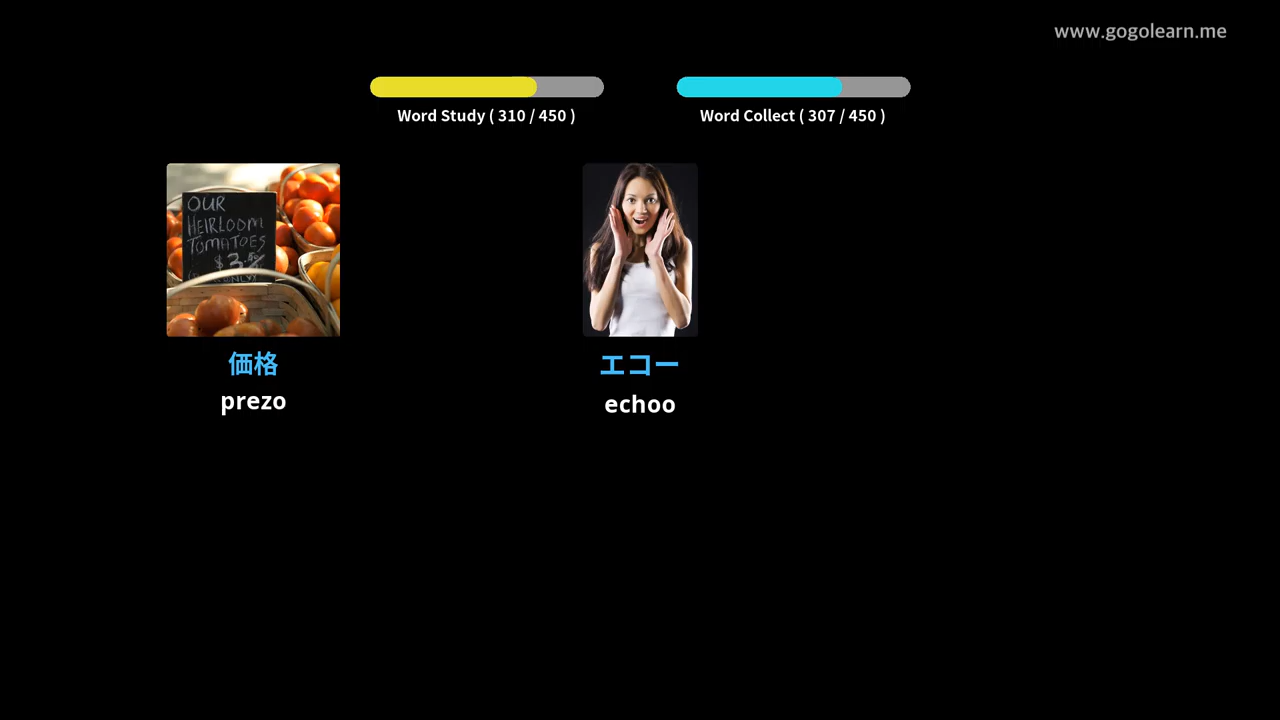 www.gogolearn.me
Word Study ( 310 / 450 )
Word Collect ( 307 / 450 )
OUR
HEIRLOOM
TOMATOES
価格
prezo
エコー
echoo